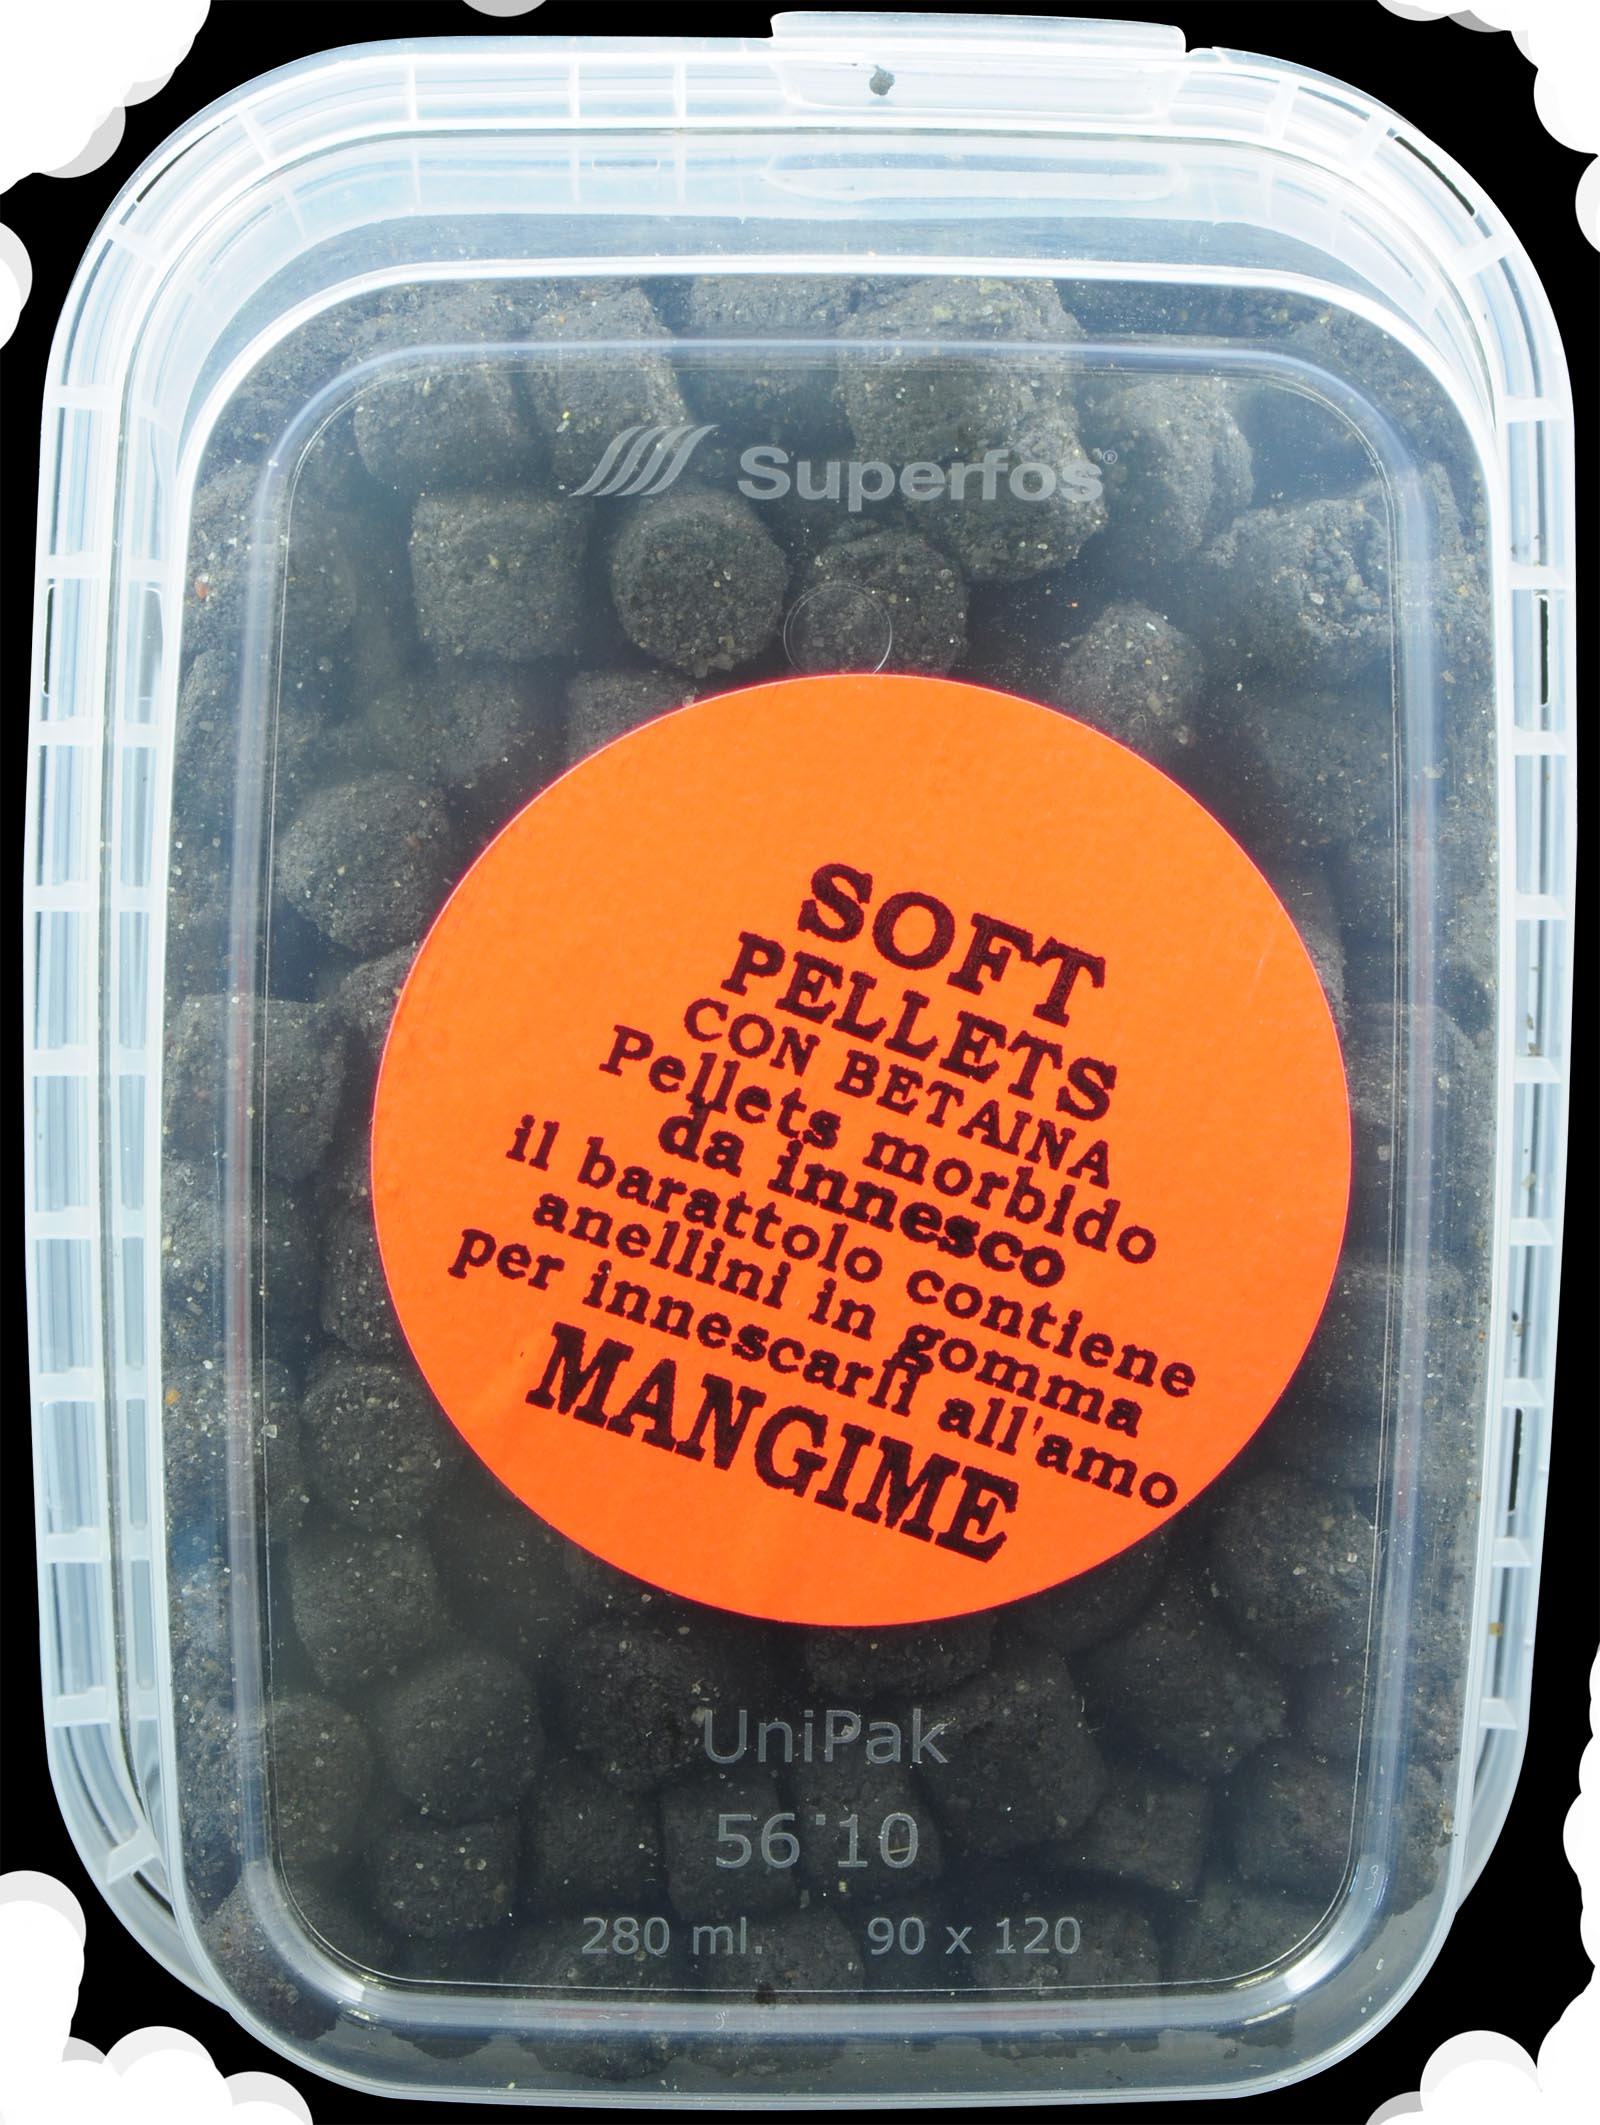 Superfos®
SOFT
PELLETS
CON BETAINA
Pellets morbido
da innesco
il barattolo contiene
anellini in gomma
per innescarli all'amo
MANGIME
UniPak
56 10
280 ml. 90 x 120